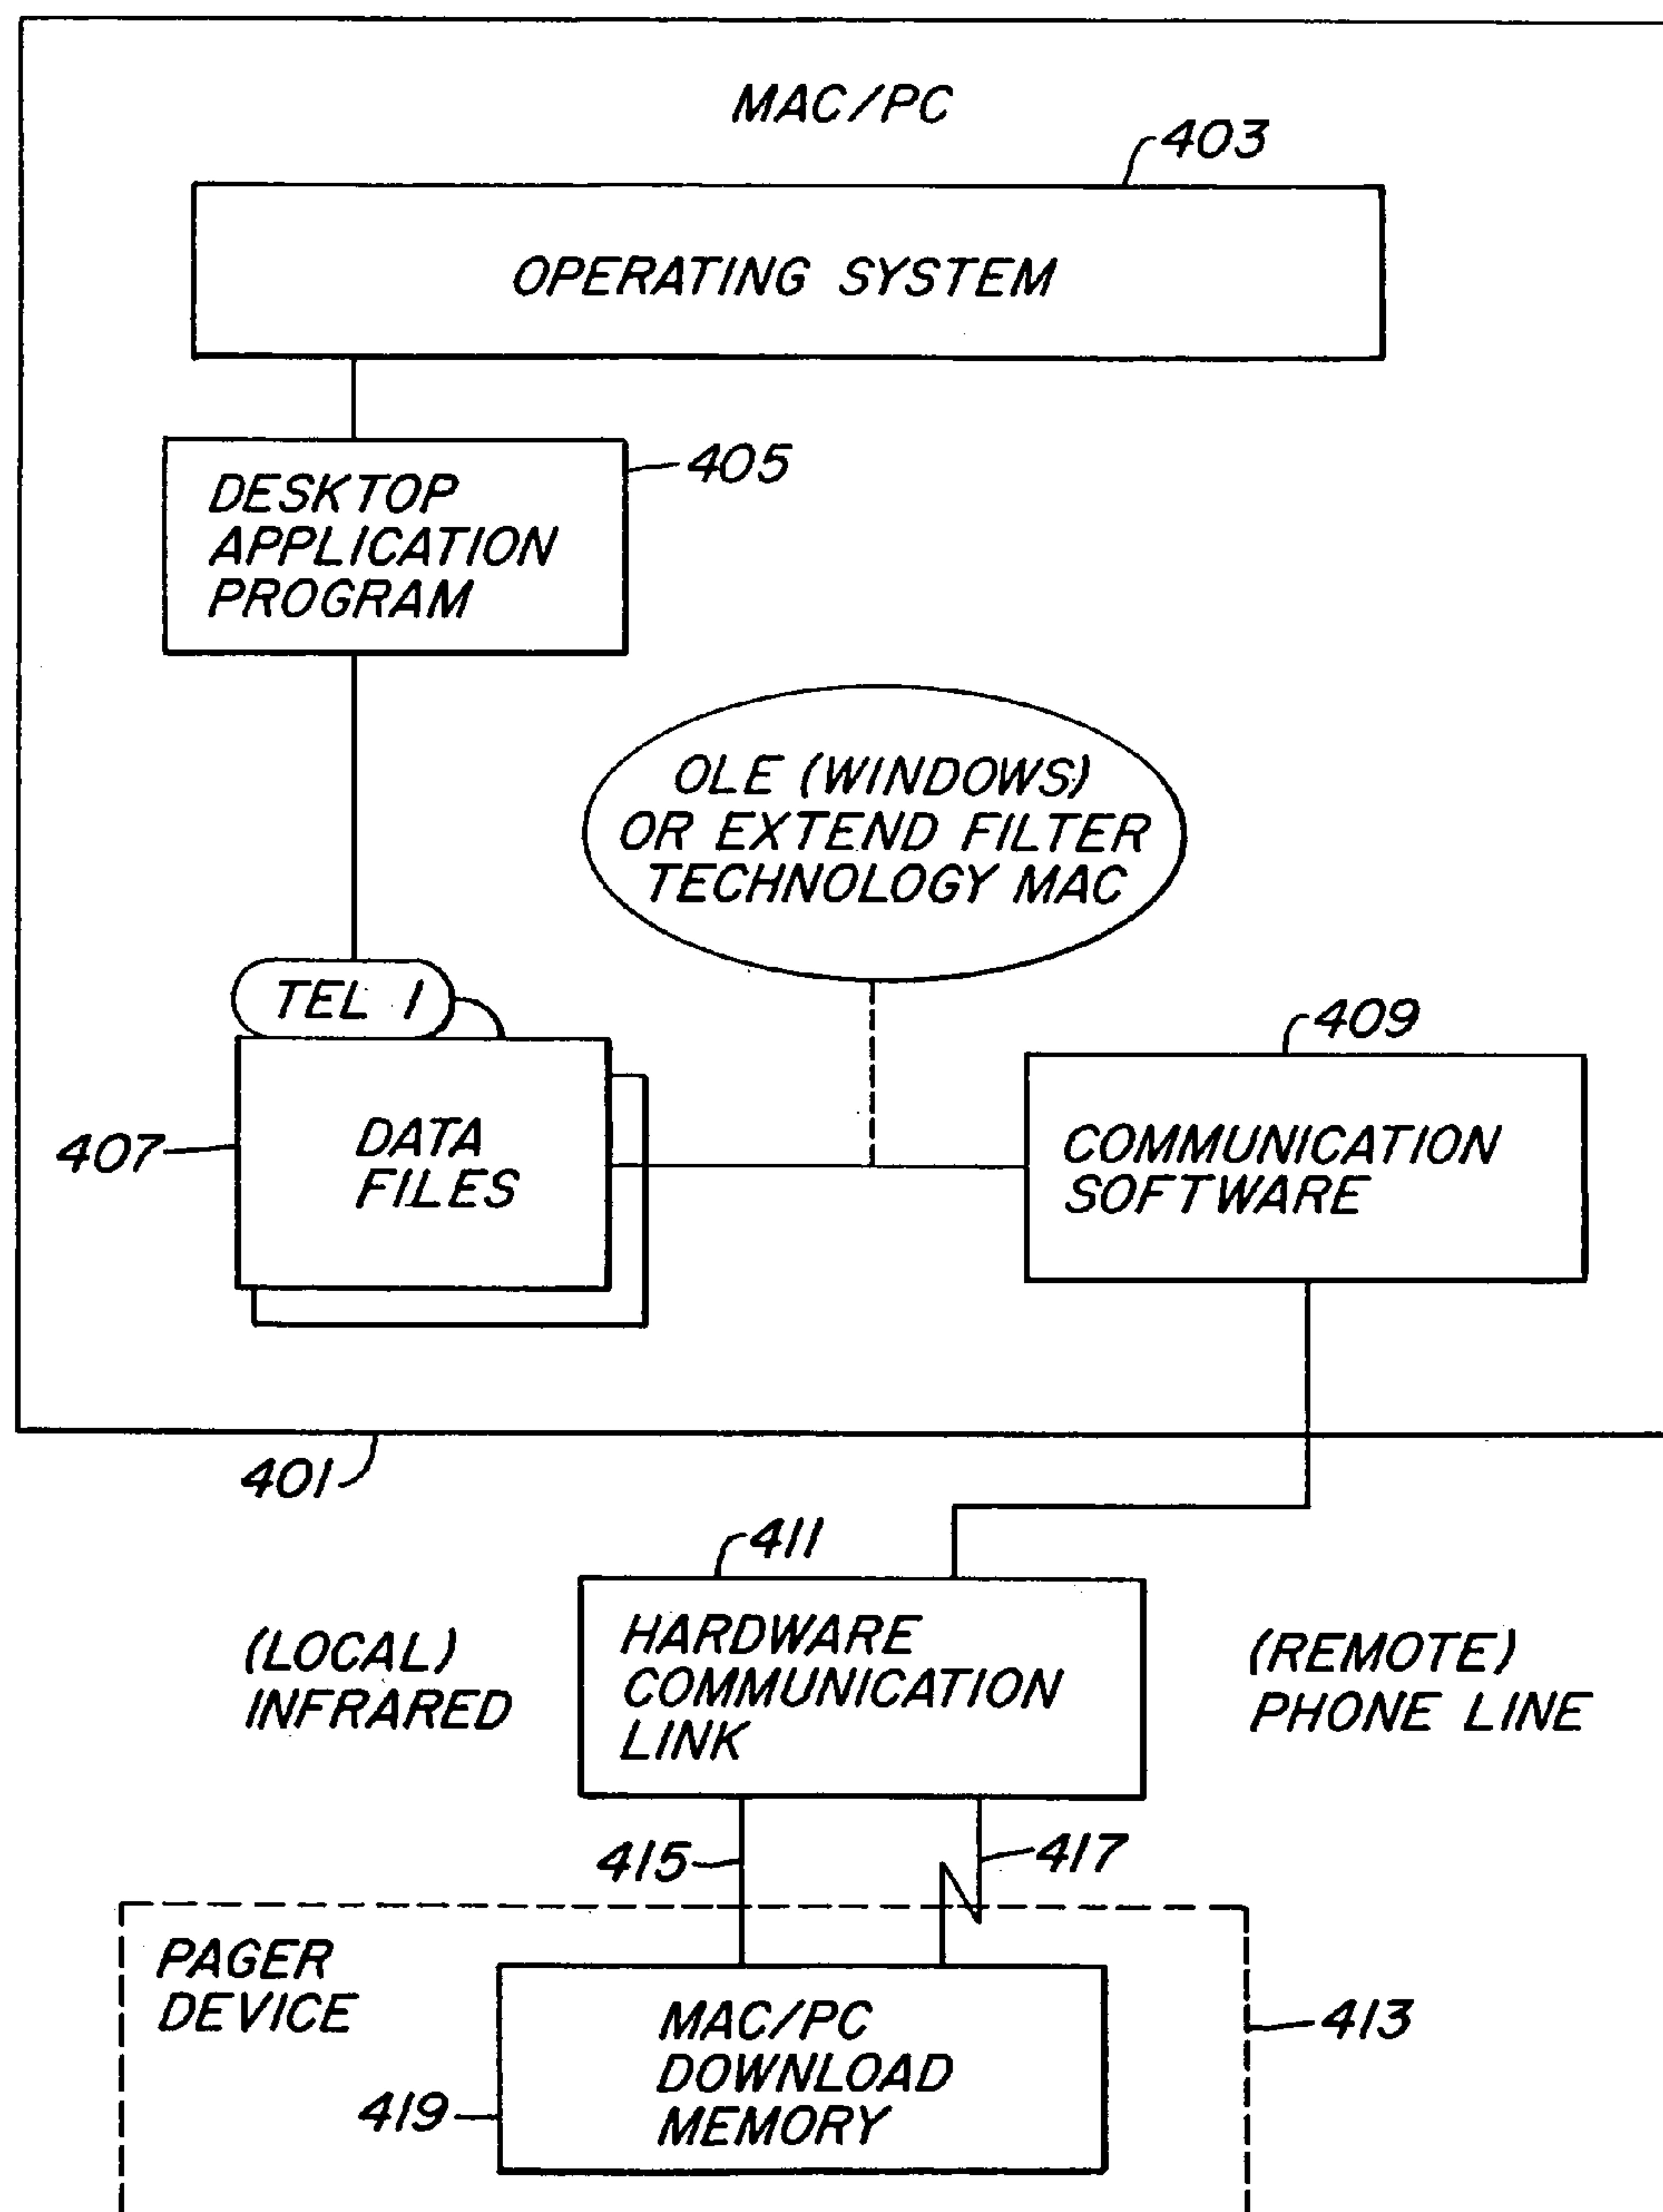 MAC/PC
403
OPERATING SYSTEM
405
DESKTOP
APPLICATION
PROGRAM
OLE (WINDOWS)
OR EXTEND FILTER
TECHNOLOGY MAC
TEL 1
409
407
DATA
FILES
COMMUNICATION
SOFTWARE
401
411
(LOCAL)
INFRARED
HARDWARE
COMMUNICATION
LINK
(REMOTE)
PHONE LINE
415
417
PAGER
DEVICE
413
MAC/PC
DOWNLOAD
MEMORY
419